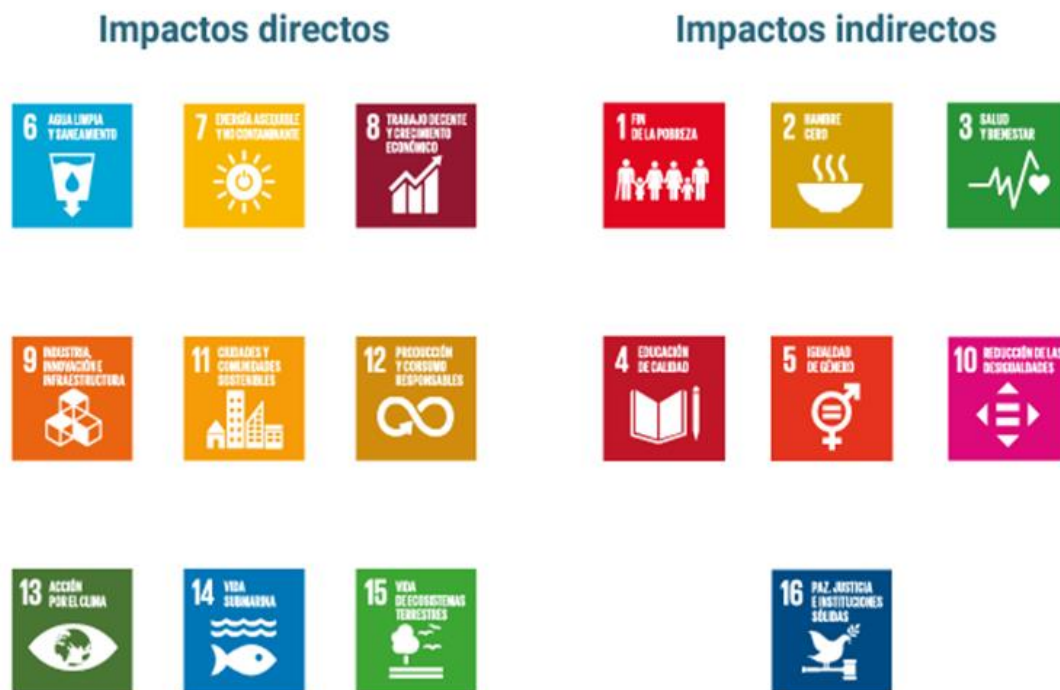 Impactos directos
Impactos indirectos
6 AGUA LIMPIA
Y SANEAMIENTO
7 ENERGÍA ASEQUIBLE
Y NO CONTAMINANTE
8 TRABAJO DECENTE
Y CRECIMIENTO
ECONÓMICO
1 FIN
DE LA POBREZA
2 HAMBRE
CERO
3 SALUD
Y BIENESTAR
9 INDUSTRIA,
INNOVACIÓN E
INFRAESTRUCTURA
11 CIUDADES Y
COMUNIDADES
SOSTENIBLES
12 PRODUCCIÓN
Y CONSUMO
RESPONSABLES
4 EDUCACIÓN
DE CALIDAD
5 IGUALDAD
DE GÉNERO
10 REDUCCIÓN DE LAS
DESIGUALDADES
13 ACCIÓN
POR EL CLIMA
14 VIDA
SUBMARINA
15 VIDA
DE ECOSISTEMAS
TERRESTRES
16 PAZ, JUSTICIA
E INSTITUCIONES
SÓLIDAS